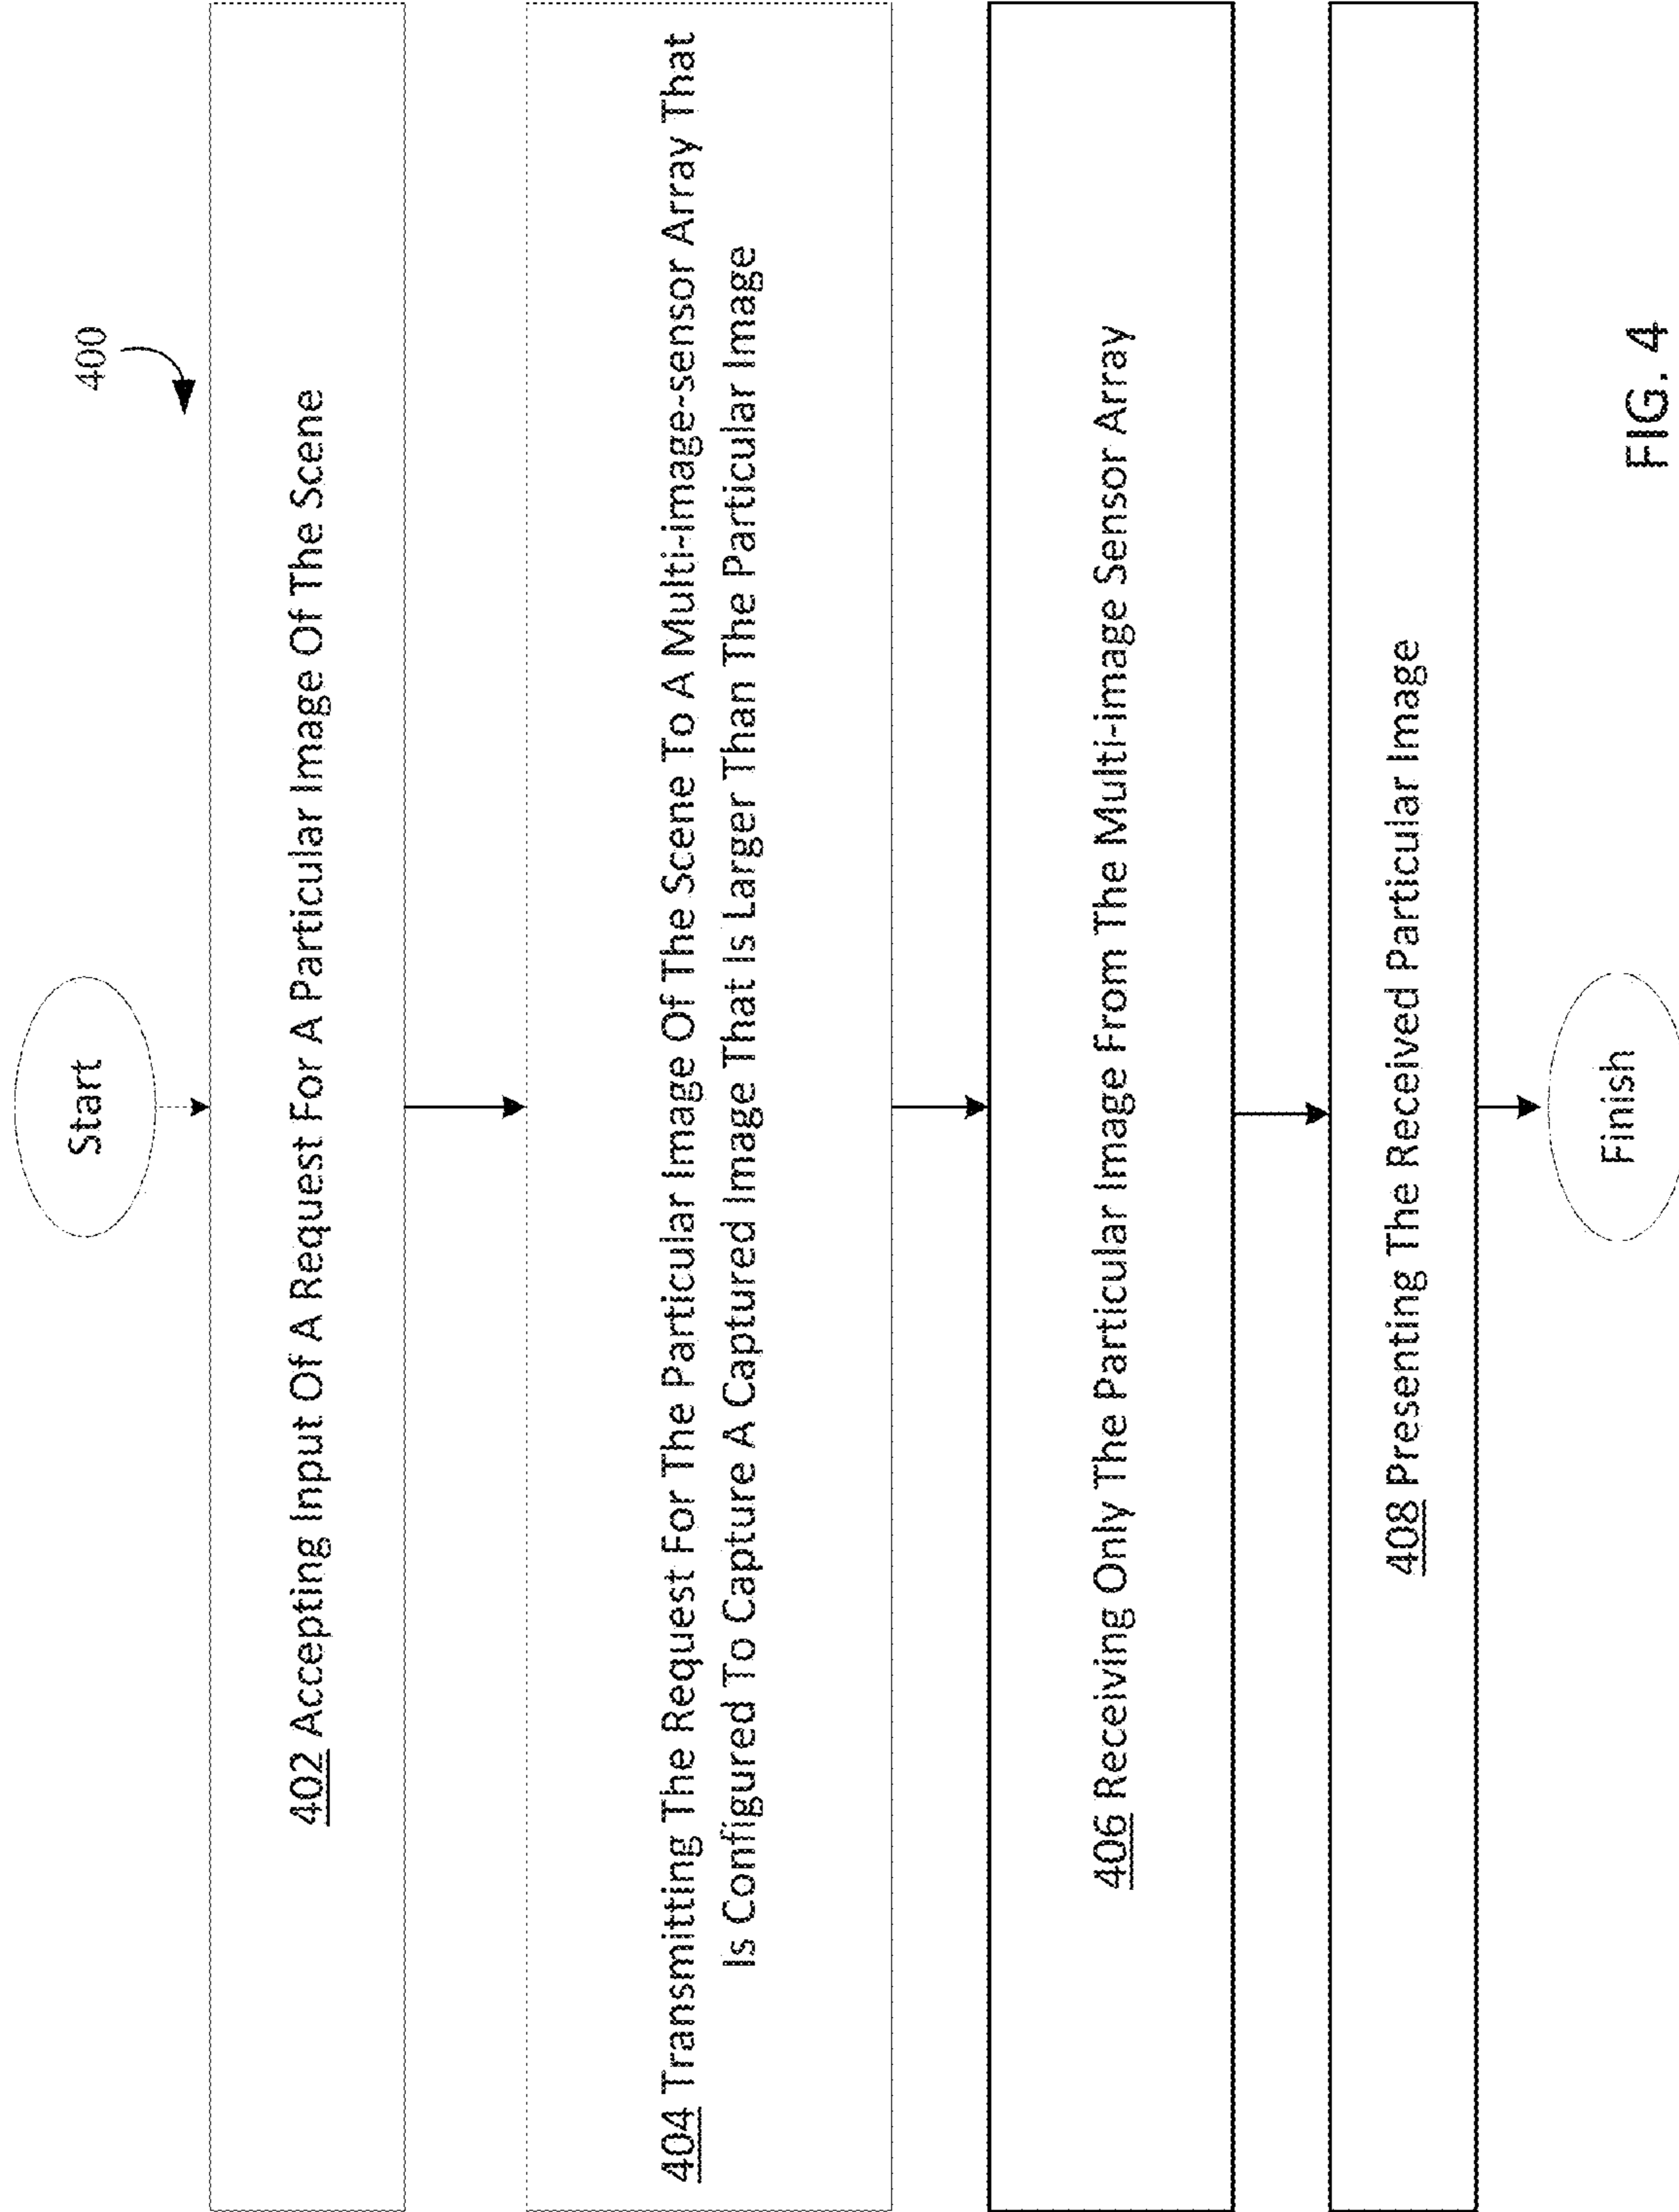 400
Start
402 Accepting Input Of A Request For A Particular Image Of The Scene
404 Transmitting The Request For The Particular Image Of The Scene To A Multi-image-sensor Array That
Is Configured To Capture A Captured Image That Is Larger Than The Particular Image
406 Receiving Only The Particular Image From The Multi-image Sensor Array
408 Presenting The Received Particular Image
Finish
FIG. 4